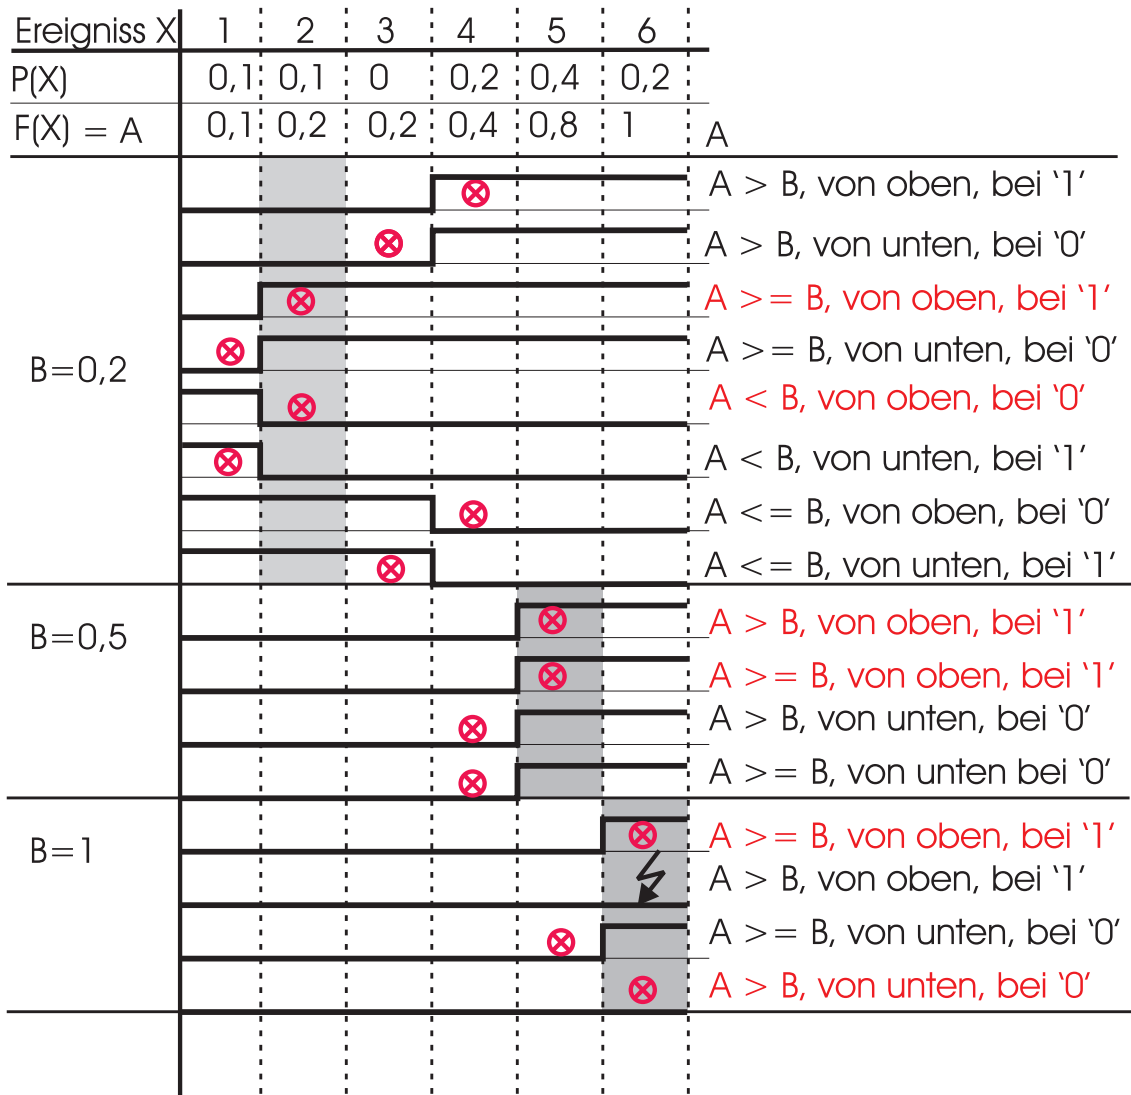 Ereigniss X 1 2 3 4 5 6
P(X) 0,1 0,1 0 0,2 0,4 0,2
F(X) = A 0,1 0,2 0,2 0,4 0,8 1 A
A > B, von oben, bei ‘1’
A > B, von unten, bei ‘0’
A >= B, von oben, bei ‘1’
A >= B, von unten, bei ‘0’
B=0,2
A < B, von oben, bei ‘0’
A < B, von unten, bei ‘1’
A <= B, von oben, bei ‘0’
A <= B, von unten, bei ‘1’
A > B, von oben, bei ‘1’
B=0,5
A >= B, von oben, bei ‘1’
A > B, von unten, bei ‘0’
A >= B, von unten bei ‘0’
A >= B, von oben, bei ‘1’
B=1
A > B, von oben, bei ‘1’
A >= B, von unten, bei ‘0’
A > B, von unten, bei ‘0’